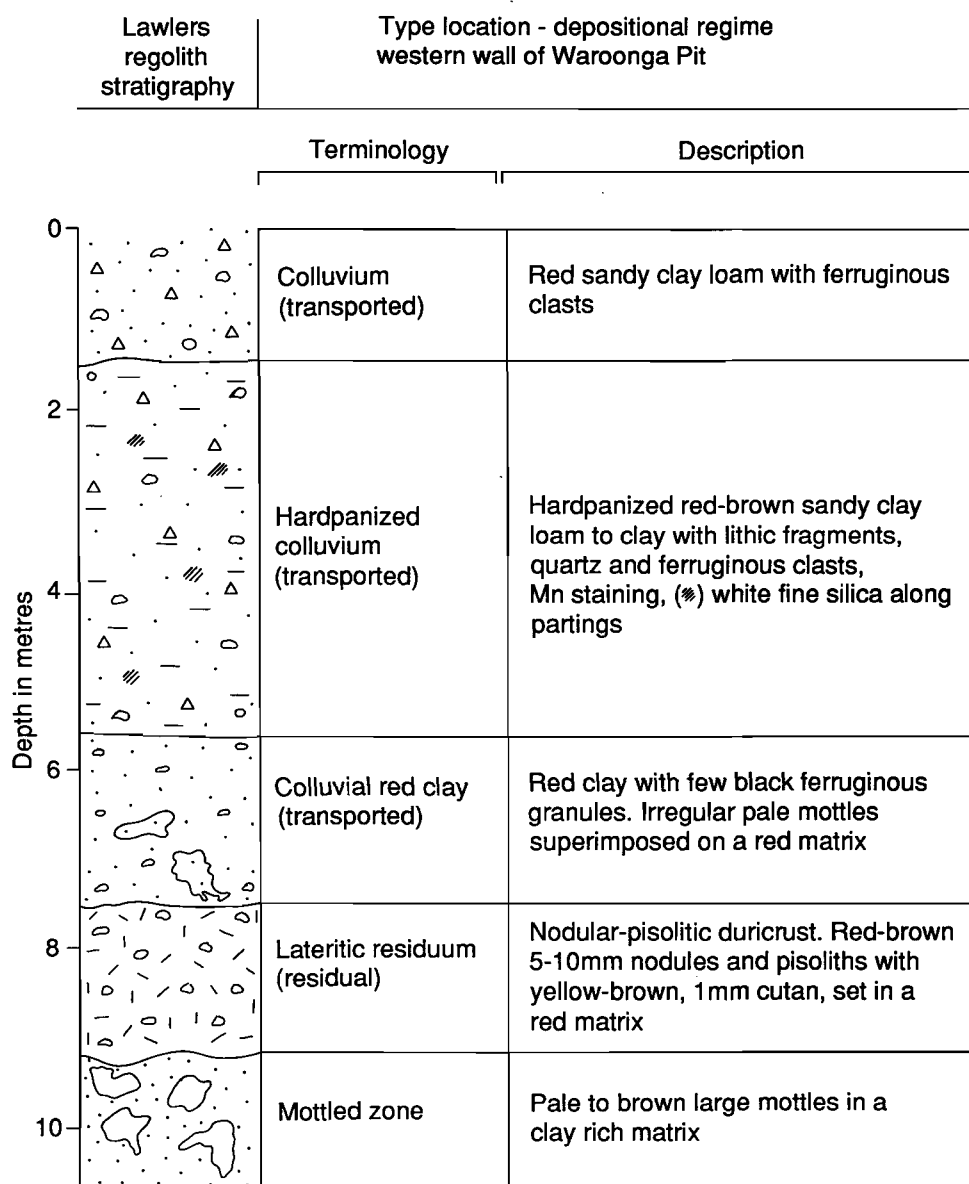 Lawlers
regolith
stratigraphy
Type location - depositional regime
western wall of Waroonga Pit
Terminology
Description
Depth in metres
0
2
4
6
8
10
Colluvium
(transported)
Red sandy clay loam with ferruginous
clasts
Hardpanized
colluvium
(transported)
Hardpanized red-brown sandy clay
loam to clay with lithic fragments,
quartz and ferruginous clasts,
Mn staining, () white fine silica along
partings
Colluvial red clay
(transported)
Red clay with few black ferruginous
granules. Irregular pale mottles
superimposed on a red matrix
Lateritic residuum
(residual)
Nodular-pisolitic duricrust. Red-brown
5-10mm nodules and pisoliths with
yellow-brown, 1mm cutan, set in a
red matrix
Mottled zone
Pale to brown large mottles in a
clay rich matrix